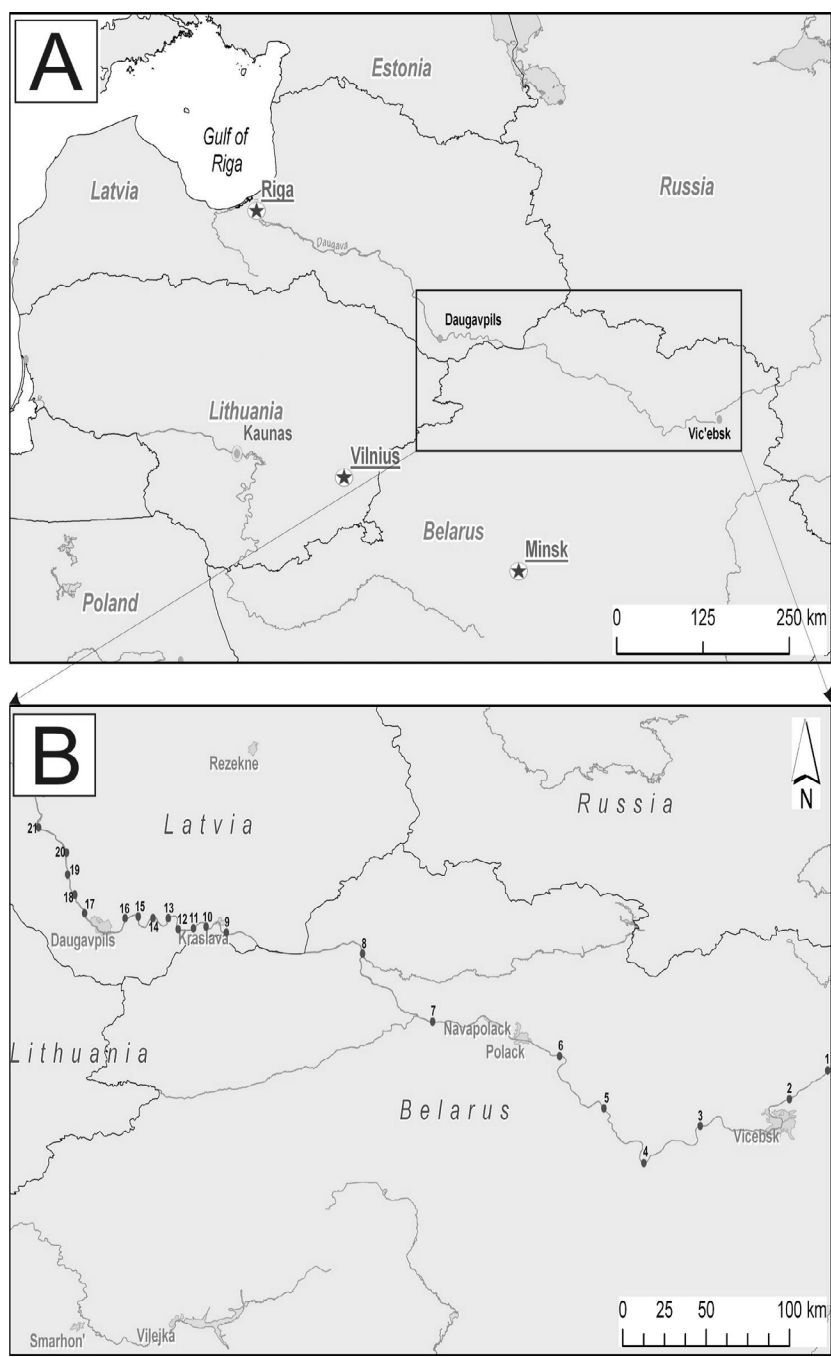 A
Estonia
Gulf of
Riga
Latvia
Riga
Russia
Daugava
Daugavpils
Lithuania
Kaunas
Vic'ebsk
Vilnius
Belarus
Minsk
Poland
0 125 250 km
B
Rezekne
N
Russia
Latvia
21
20
19
18
17
16
15
14
13
12
11
10
9
Daugavpils
Kraslava
8
7
Navapolack
Polack
6
Lithuania
1
2
Belarus
5
3
Vicebsk
4
0 25 50 100 km
Smarhon'
Vilejka